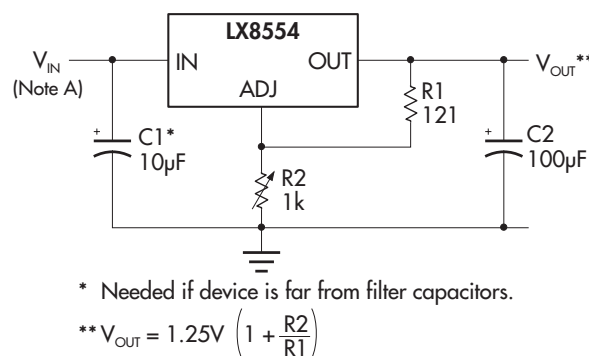 LX8554
V_IN
(Note A)
IN
OUT
ADJ
V_OUT**
R1
121
C1*
10µF
C2
100µF
R2
1k
* Needed if device is far from filter capacitors.
** V_OUT = 1.25V (1 + R2/R1)